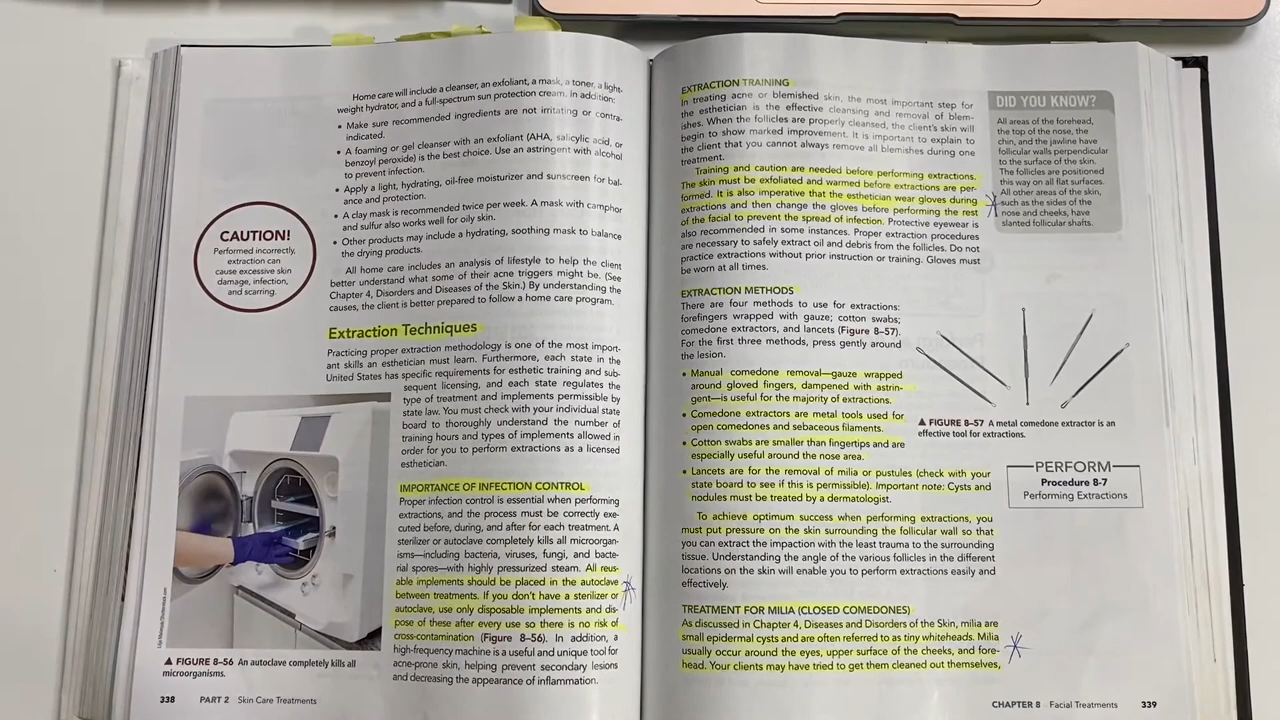 Home care will include a cleanser, an exfoliant, a mask, a toner, a light-
weight hydrator, and a full-spectrum sun protection cream. In addition:
• Make sure recommended ingredients are not irritating or contra-
indicated.
• A foaming or gel cleanser with an exfoliant (AHA, salicylic acid, or
benzoyl peroxide) is the best choice. Use an astringent with alcohol
to prevent infection.
• Apply a light, hydrating, oil-free moisturizer and sunscreen for bal-
ance and protection.
• A clay mask is recommended twice per week. A mask with camphor
and sulfur also works well for oily skin.
• Other products may include a hydrating, soothing mask to balance
the drying products.
All home care includes an analysis of lifestyle to help the client
better understand what some of their acne triggers might be. (See
Chapter 4, Disorders and Diseases of the Skin.) By understanding the
causes, the client is better prepared to follow a home care program.
CAUTION!
Performed incorrectly,
extraction can
cause excessive skin
damage, infection,
and scarring.
Extraction Techniques
Practicing proper extraction methodology is one of the most import-
ant skills an esthetician must learn. Furthermore, each state in the
United States has specific requirements for esthetic training and sub-
sequent licensing, and each state regulates the
type of treatment and implements permissible by
state law. You must check with your individual state
board to thoroughly understand the number of
training hours and types of implements allowed in
order for you to perform extractions as a licensed
esthetician.
IMPORTANCE OF INFECTION CONTROL
Proper infection control is essential when performing
extractions, and the process must be correctly exe-
cuted before, during, and after for each treatment. A
sterilizer or autoclave completely kills all microorgan-
isms—including bacteria, viruses, fungi, and bacte-
rial spores—with highly pressurized steam. All reus-
able implements should be placed in the autoclave
between treatments. If you don't have a sterilizer or
autoclave, use only disposable implements and dis-
pose of these after every use so there is no risk of
cross-contamination (Figure 8–56). In addition, a
high-frequency machine is a useful and unique tool for
acne-prone skin, helping prevent secondary lesions
and decreasing the appearance of inflammation.
▲ FIGURE 8–56 An autoclave completely kills all
microorganisms.
338 PART 2 Skin Care Treatments
EXTRACTION TRAINING
In treating acne or blemished skin, the most important step for
the esthetician is the effective cleansing and removal of blem-
ishes. When the follicles are properly cleansed, the client's skin will
begin to show marked improvement. It is important to explain to
the client that you cannot always remove all blemishes during one
treatment.
Training and caution are needed before performing extractions.
The skin must be exfoliated and warmed before extractions are per-
formed. It is also imperative that the esthetician wear gloves during
extractions and then change the gloves before performing the rest
of the facial to prevent the spread of infection. Protective eyewear is
also recommended in some instances. Proper extraction procedures
are necessary to safely extract oil and debris from the follicles. Do not
practice extractions without prior instruction or training. Gloves must
be worn at all times.
DID YOU KNOW?
All areas of the forehead,
the top of the nose, the
chin, and the jawline have
follicular walls perpendicular
to the surface of the skin.
The follicles are positioned
this way on all flat surfaces.
All other areas of the skin,
such as the sides of the
nose and cheeks, have
slanted follicular shafts.
EXTRACTION METHODS
There are four methods to use for extractions:
forefingers wrapped with gauze; cotton swabs;
comedone extractors, and lancets (Figure 8–57).
For the first three methods, press gently around
the lesion.
• Manual comedone removal—gauze wrapped
around gloved fingers, dampened with astrin-
gent—is useful for the majority of extractions.
• Comedone extractors are metal tools used for
open comedones and sebaceous filaments.
• Cotton swabs are smaller than fingertips and are
especially useful around the nose area.
• Lancets are for the removal of milia or pustules (check with your
state board to see if this is permissible). Important note: Cysts and
nodules must be treated by a dermatologist.
▲ FIGURE 8–57 A metal comedone extractor is an
effective tool for extractions.
PERFORM
Procedure 8-7
Performing Extractions
To achieve optimum success when performing extractions, you
must put pressure on the skin surrounding the follicular wall so that
you can extract the impaction with the least trauma to the surrounding
tissue. Understanding the angle of the various follicles in the different
locations on the skin will enable you to perform extractions easily and
effectively.
TREATMENT FOR MILIA (CLOSED COMEDONES)
As discussed in Chapter 4, Diseases and Disorders of the Skin, milia are
small epidermal cysts and are often referred to as tiny whiteheads. Milia
usually occur around the eyes, upper surface of the cheeks, and fore-
head. Your clients may have tried to get them cleaned out themselves,
CHAPTER 8 Facial Treatments 339